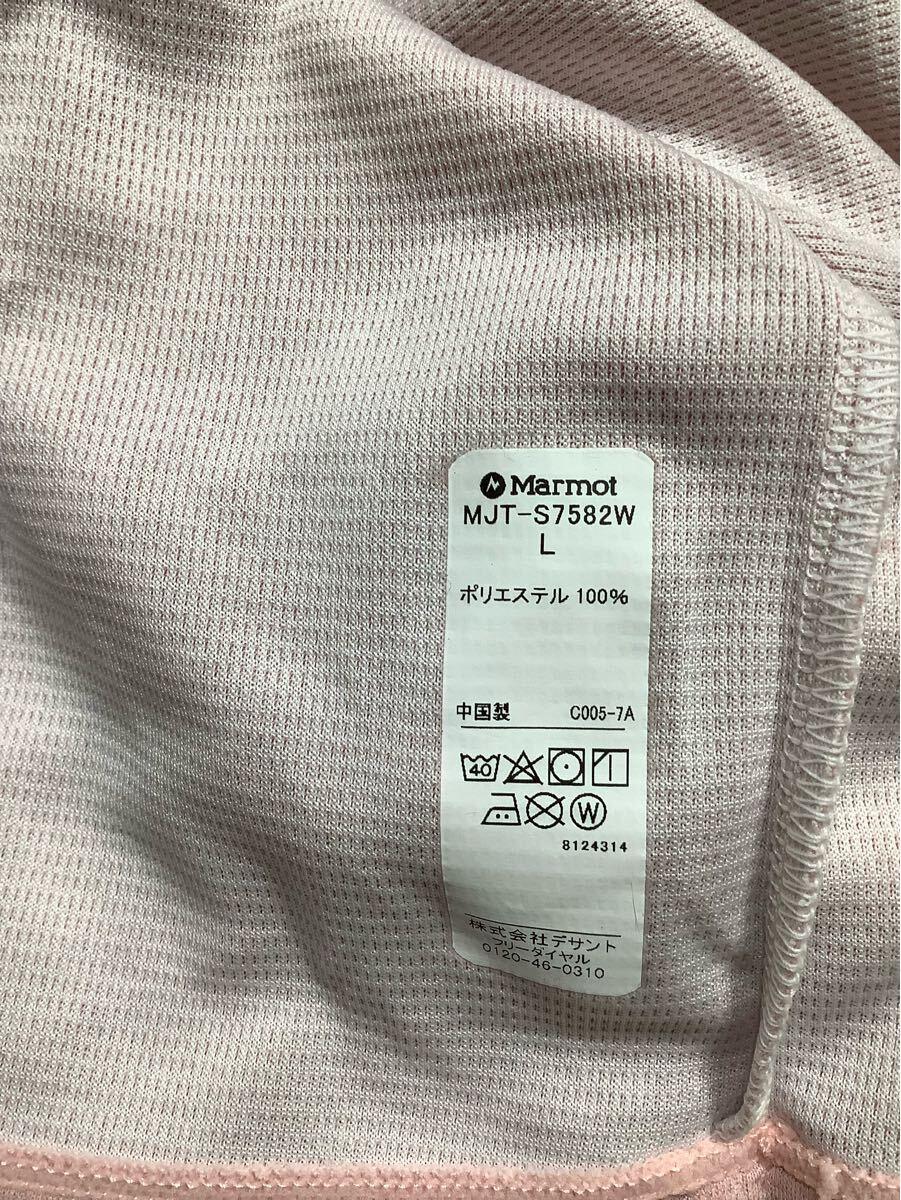 Marmot
MJT-S7582W
L
ポリエステル 100%
中国製 C005-7A
40
W
8124314
株式会社デサント
フリーダイヤル
0120-46-0310